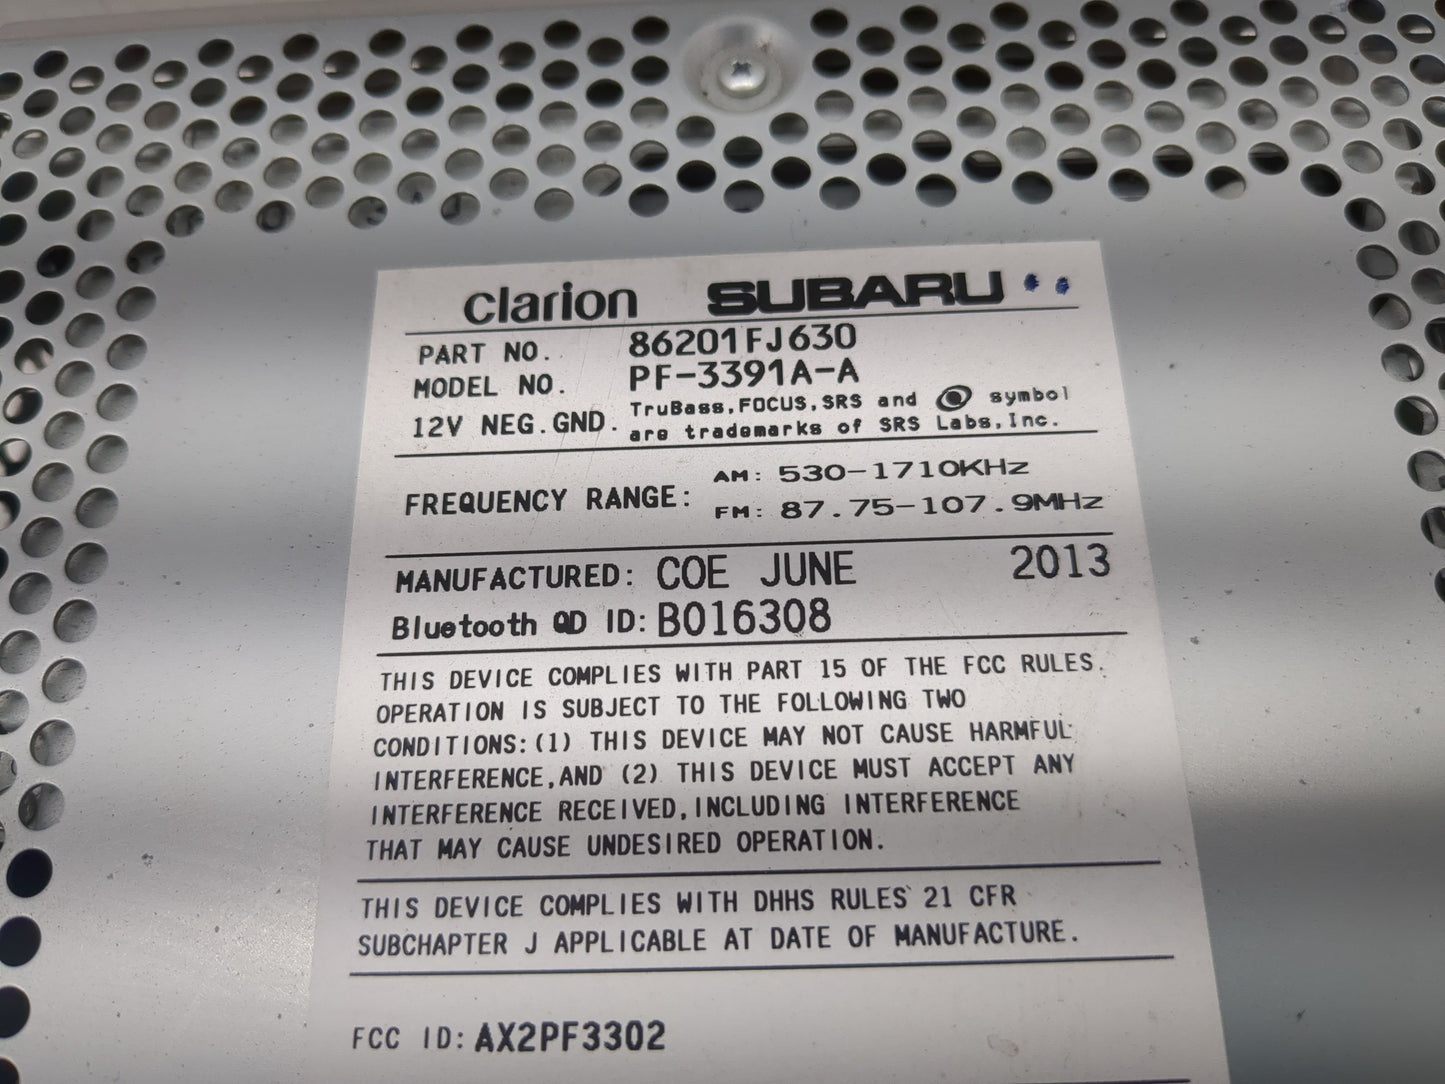 clarion SUBARU
PART NO. 86201FJ630
MODEL NO. PF-3391A-A
12V NEG.GND. TruBass,FOCUS,SRS and symbol
are trademarks of SRS Labs,Inc.
FREQUENCY RANGE: AM: 530-1710KHz
FM: 87.75-107.9MHz
MANUFACTURED: COE JUNE 2013
Bluetooth QD ID: B016308
THIS DEVICE COMPLIES WITH PART 15 OF THE FCC RULES.
OPERATION IS SUBJECT TO THE FOLLOWING TWO
CONDITIONS:(1) THIS DEVICE MAY NOT CAUSE HARMFUL
INTERFERENCE,AND (2) THIS DEVICE MUST ACCEPT ANY
INTERFERENCE RECEIVED,INCLUDING INTERFERENCE
THAT MAY CAUSE UNDESIRED OPERATION.
THIS DEVICE COMPLIES WITH DHHS RULES 21 CFR
SUBCHAPTER J APPLICABLE AT DATE OF MANUFACTURE.
FCC ID: AX2PF3302